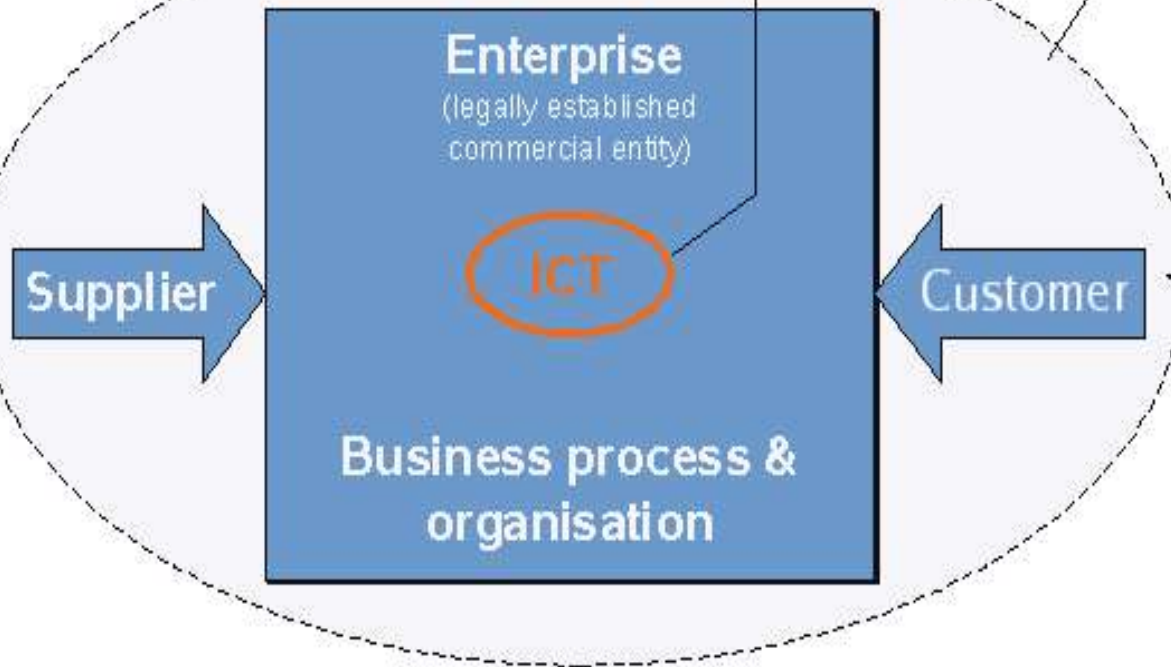 Enterprise
(legally established
commercial entity)
ICT
Supplier
Customer
Business process &
organisation